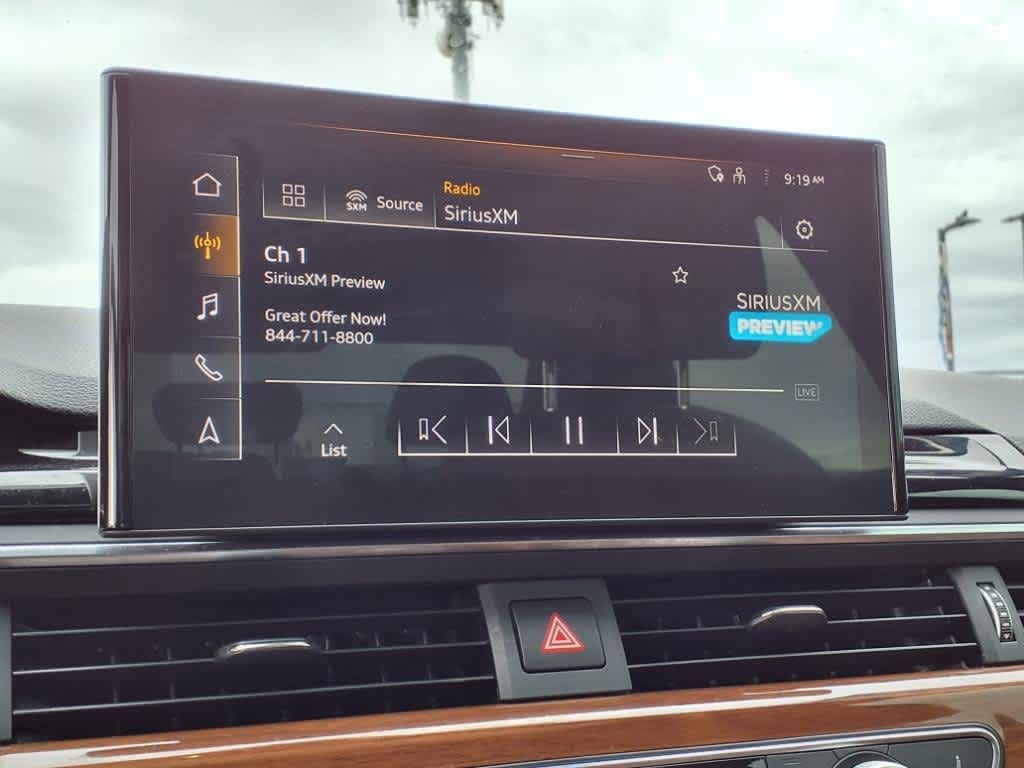 9:19 AM
SXM Source
Radio
SiriusXM
Ch 1
SiriusXM Preview
Great Offer Now!
844-711-8800
SIRIUSXM
PREVIEW
LIVE
List